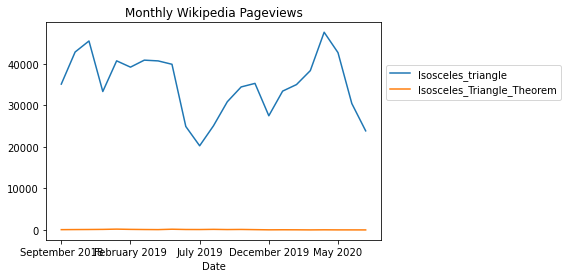 Monthly Wikipedia Pageviews
Isosceles_triangle
Isosceles_Triangle_Theorem
40000
30000
20000
10000
0
September 2018 February 2019 July 2019 December 2019 May 2020
Date